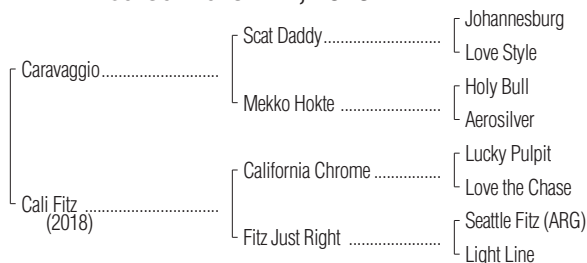 Johannesburg
Scat Daddy
Love Style
Caravaggio
Holy Bull
Mekko Hokte
Aerosilver
Lucky Pulpit
California Chrome
Love the Chase
Cali Fitz
(2018)
Seattle Fitz (ARG)
Fitz Just Right
Light Line